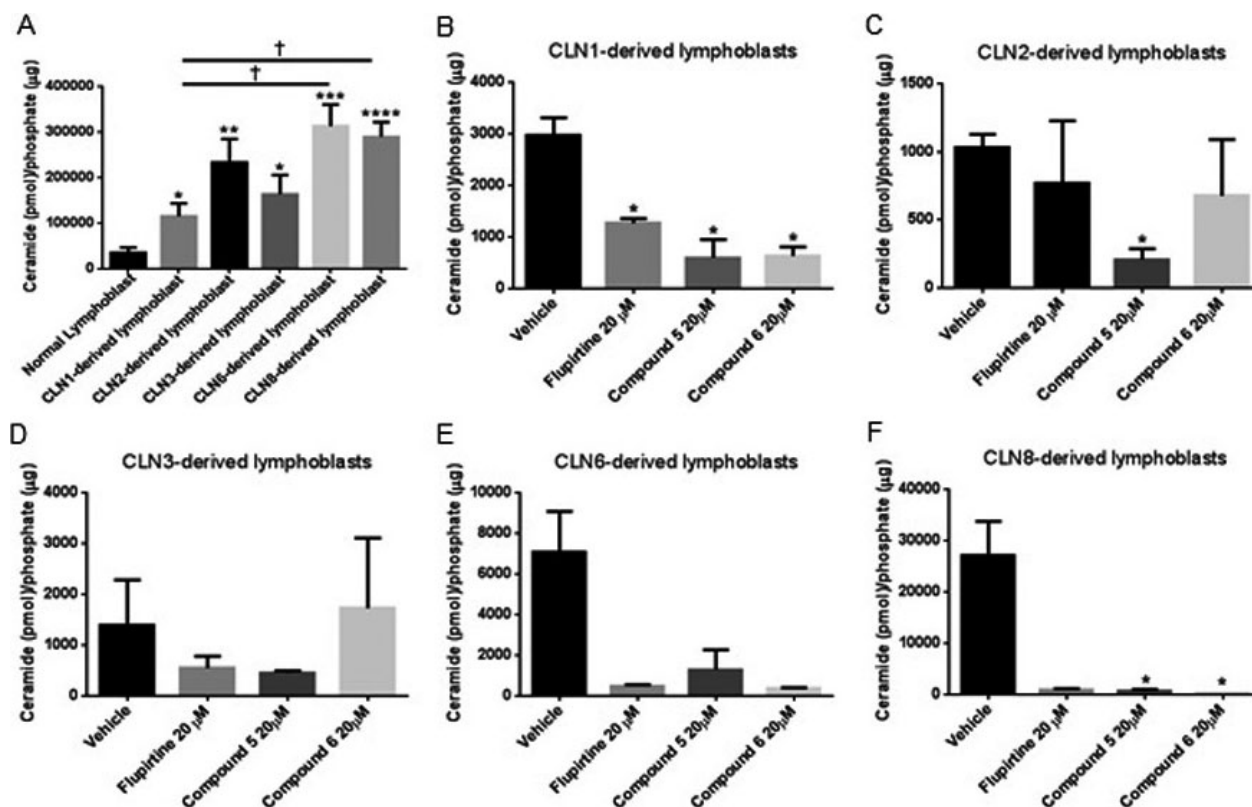 A
†
†
Ceramide (pmol)/phosphate (µg)
400000
300000
200000
100000
0
*
**
*
***
****
Normal Lymphoblast
CLN1-derived lymphoblast
CLN2-derived lymphoblast
CLN3-derived lymphoblast
CLN6-derived lymphoblast
CLN8-derived lymphoblast
B
CLN1-derived lymphoblasts
Ceramide (pmol)/phosphate (µg)
4000
3000
2000
1000
0
*
*
*
Vehicle
Flupirtine 20 µM
Compound 5 20µM
Compound 6 20µM
C
CLN2-derived lymphoblasts
Ceramide (pmol)/phosphate (µg)
1500
1000
500
0
*
Vehicle
Flupirtine 20 µM
Compound 5 20µM
Compound 6 20µM
D
CLN3-derived lymphoblasts
Ceramide (pmol)/phosphate (µg)
4000
3000
2000
1000
0
Vehicle
Flupirtine 20 µM
Compound 5 20µM
Compound 6 20µM
E
CLN6-derived lymphoblasts
Ceramide (pmol)/phosphate (µg)
10000
8000
6000
4000
2000
0
Vehicle
Flupirtine 20 µM
Compound 5 20µM
Compound 6 20µM
F
CLN8-derived lymphoblasts
Ceramide (pmol)/phosphate (µg)
40000
30000
20000
10000
0
*
*
Vehicle
Flupirtine 20 µM
Compound 5 20µM
Compound 6 20µM